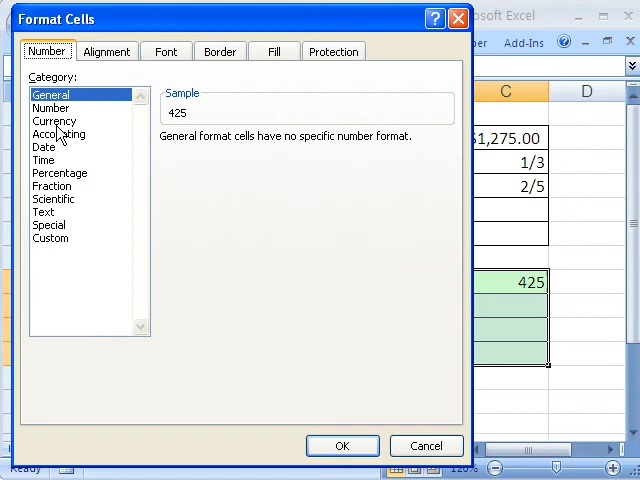 Format Cells
osoft Excel
Number Alignment Font Border Fill Protection
er Add-Ins
Category:
General
Number
Currency
Accounting
Date
Time
Percentage
Fraction
Scientific
Text
Special
Custom
Sample
425
General format cells have no specific number format.
C D
$1,275.00
1/3
2/5
425
OK Cancel
Ready 120%